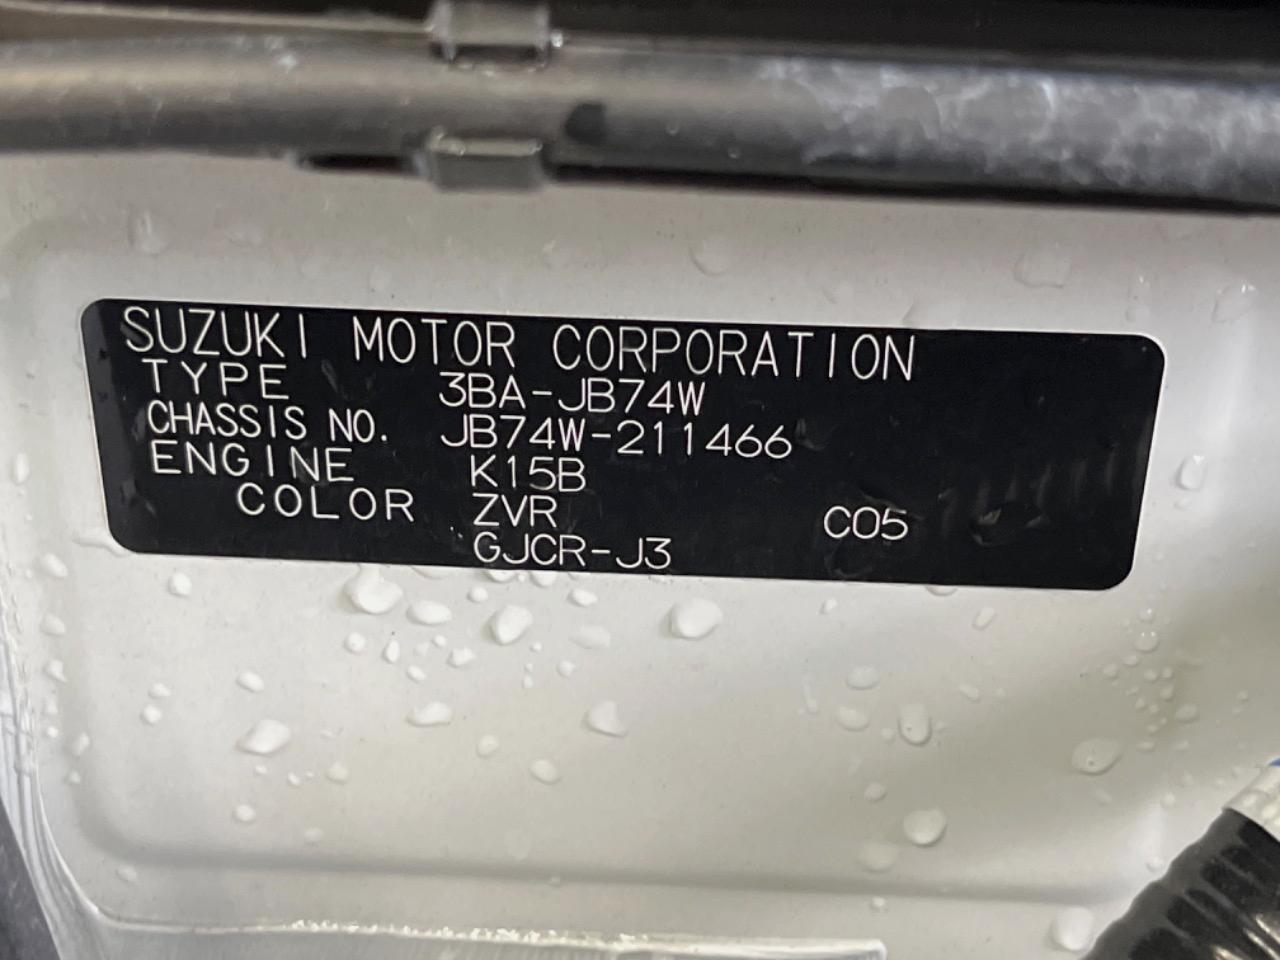 SUZUKI MOTOR CORPORATION
TYPE 3BA-JB74W
CHASSIS NO. JB74W-211466
ENGINE K15B
COLOR ZVR C05
GJCR-J3